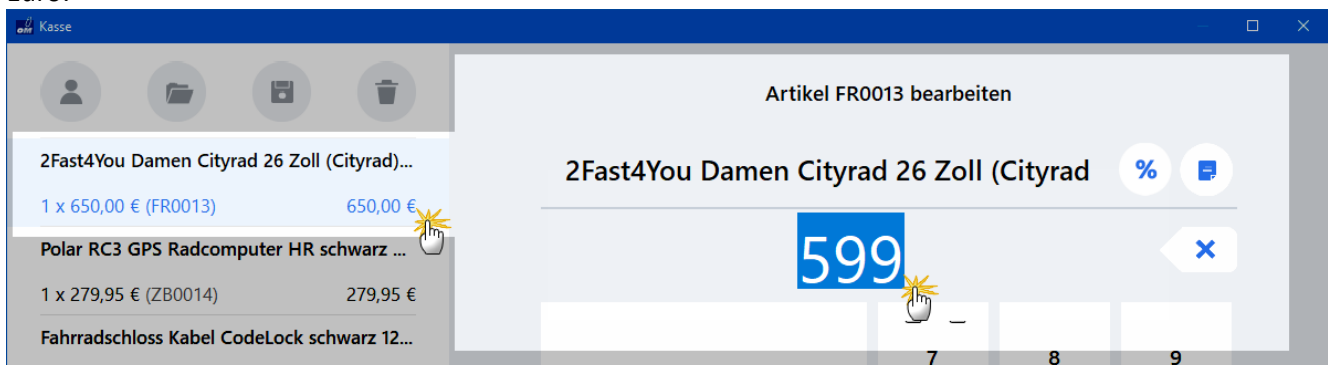 Kasse
Artikel FR0013 bearbeiten
2Fast4You Damen Cityrad 26 Zoll (Cityrad)...
1 x 650,00 € (FR0013) 650,00 €
Polar RC3 GPS Radcomputer HR schwarz ...
1 x 279,95 € (ZB0014) 279,95 €
Fahrradschloss Kabel CodeLock schwarz 12...
2Fast4You Damen Cityrad 26 Zoll (Cityrad
%
599
7 8 9